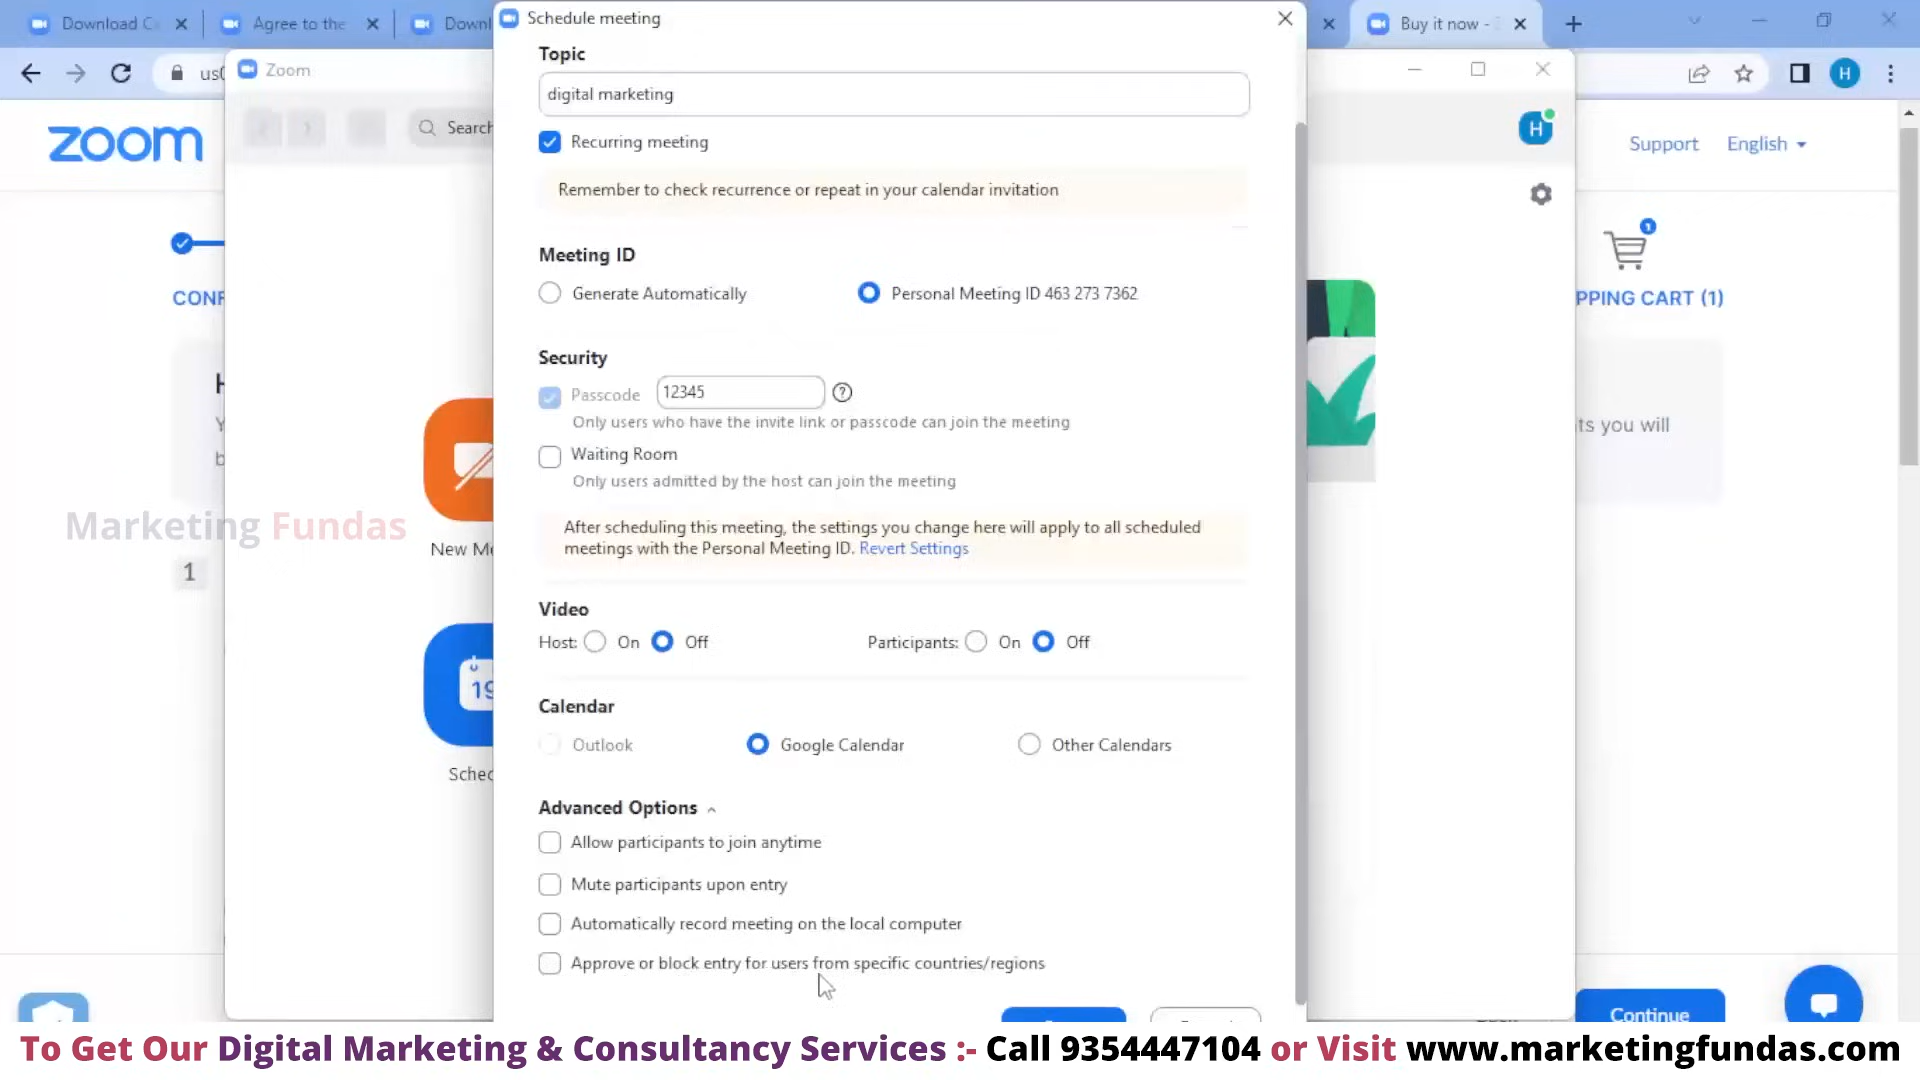 Download C
Agree to the
Downl
Schedule meeting
Buy it now -
us0
Zoom
Topic
digital marketing
Search
H
H
Recurring meeting
zoom
Support
English
Remember to check recurrence or repeat in your calendar invitation
1
Meeting ID
Generate Automatically
Personal Meeting ID 463 273 7362
CONF
PPING CART (1)
Security
Passcode
12345
?
Only users who have the invite link or passcode can join the meeting
ts you will
Waiting Room
Only users admitted by the host can join the meeting
Marketing Fundas
After scheduling this meeting, the settings you change here will apply to all scheduled
meetings with the Personal Meeting ID. Revert Settings
New Me
1
Video
Host: On Off
Participants: On Off
19
Calendar
Outlook
Google Calendar
Other Calendars
Sched
Advanced Options
Allow participants to join anytime
Mute participants upon entry
Automatically record meeting on the local computer
Approve or block entry for users from specific countries/regions
Continue
To Get Our Digital Marketing & Consultancy Services :- Call 9354447104 or Visit www.marketingfundas.com